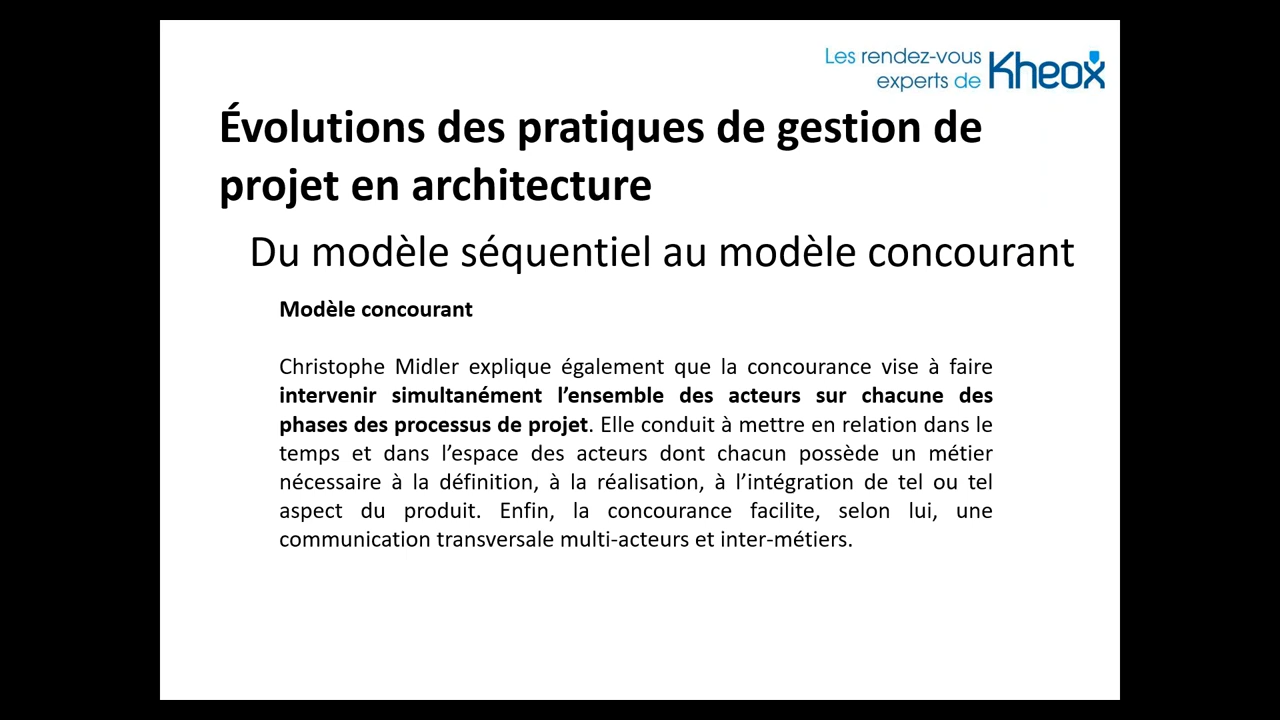 Les rendez-vous
experts de Kheox
Évolutions des pratiques de gestion de
projet en architecture
Du modèle séquentiel au modèle concourant
Modèle concourant
Christophe Midler explique également que la concourance vise à faire
intervenir simultanément l’ensemble des acteurs sur chacune des
phases des processus de projet. Elle conduit à mettre en relation dans le
temps et dans l’espace des acteurs dont chacun possède un métier
nécessaire à la définition, à la réalisation, à l’intégration de tel ou tel
aspect du produit. Enfin, la concourance facilite, selon lui, une
communication transversale multi-acteurs et inter-métiers.